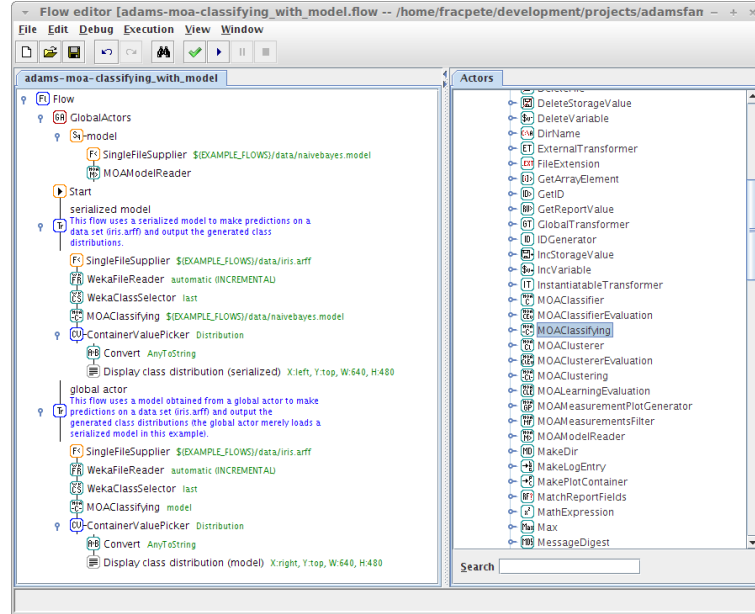 Flow editor [adams-moa-classifying_with_model.flow -- /home/fracpete/development/projects/adamsfam
File Edit Debug Execution View Window
adams-moa-classifying_with_model
Flow
GlobalActors
model
SingleFileSupplier ${EXAMPLE_FLOWS}/data/naivebayes.model
MOAModelReader
Start
serialized model
This flow uses a serialized model to make predictions on a
data set (iris.arff) and output the generated class
distributions.
SingleFileSupplier ${EXAMPLE_FLOWS}/data/iris.arff
WekaFileReader automatic (INCREMENTAL)
WekaClassSelector last
MOAClassifying ${EXAMPLE_FLOWS}/data/naivebayes.model
ContainerValuePicker Distribution
Convert AnyToString
Display class distribution (serialized) X:left, Y:top, W:640, H:480
global actor
This flow uses a model obtained from a global actor to make
predictions on a data set (iris.arff) and output the
generated class distributions (the global actor merely loads a
serialized model in this example).
SingleFileSupplier ${EXAMPLE_FLOWS}/data/iris.arff
WekaFileReader automatic (INCREMENTAL)
WekaClassSelector last
MOAClassifying model
ContainerValuePicker Distribution
Convert AnyToString
Display class distribution (model) X:right, Y:top, W:640, H:480
Actors
DeleteStorageValue
DeleteVariable
DirName
ExternalTransformer
FileExtension
GetArrayElement
GetID
GetReportValue
GlobalTransformer
IDGenerator
IncStorageValue
IncVariable
InstantiatableTransformer
MOAClassifier
MOAClassifierEvaluation
MOAClassifying
MOAClusterer
MOAClustererEvaluation
MOAClustering
MOALearningEvaluation
MOAMeasurementPlotGenerator
MOAMeasurementsFilter
MOAModelReader
MakeDir
MakeLogEntry
MakePlotContainer
MatchReportFields
MathExpression
Max
MessageDigest
Search